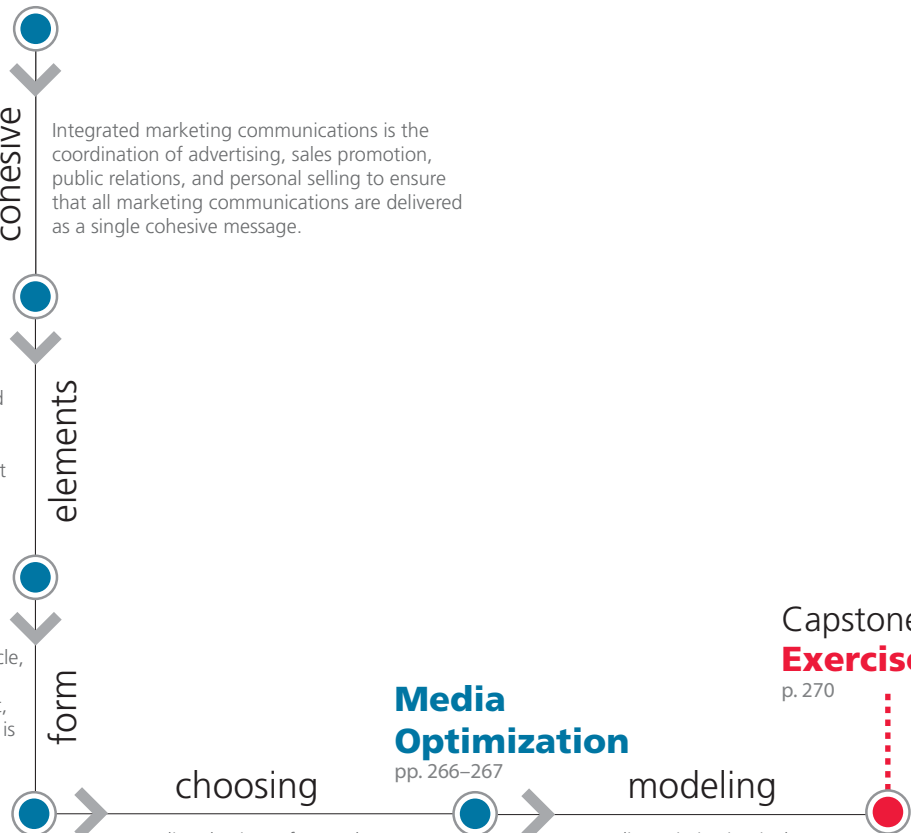 cohesive
Integrated marketing communications is the
coordination of advertising, sales promotion,
public relations, and personal selling to ensure
that all marketing communications are delivered
as a single cohesive message.
elements
form
is
Media
Optimization
pp. 266–267
Capstone
Exercise
p. 270
choosing
modeling